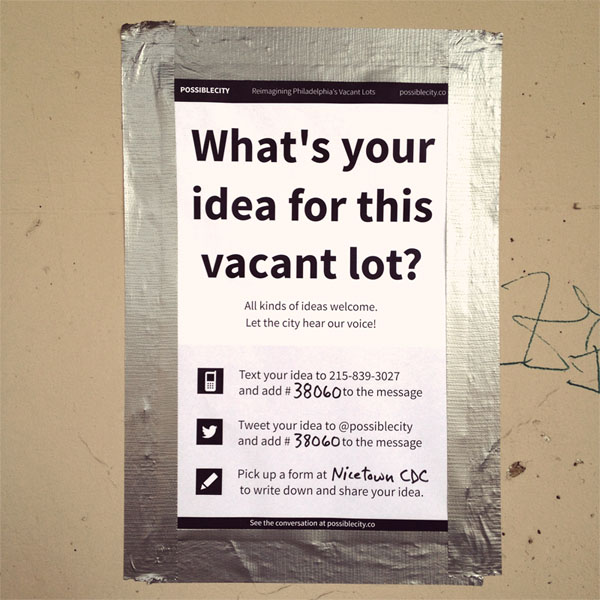 POSSIBLECITY Reimagining Philadelphia's Vacant Lots possiblecity.co
What's your
idea for this
vacant lot?
All kinds of ideas welcome.
Let the city hear our voice!
Text your idea to 215-839-3027
and add # 38060 to the message
Tweet your idea to @possiblecity
and add # 38060 to the message
Pick up a form at Nicetown CDC
to write down and share your idea.
See the conversation at possiblecity.co